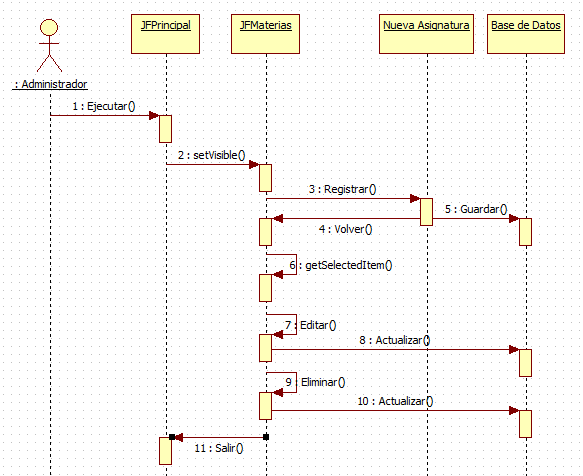 JFPrincipal
JFMaterias
Nueva Asignatura
Base de Datos
: Administrador
1 : Ejecutar()
2 : setVisible()
3 : Registrar()
5 : Guardar()
4 : Volver()
6 : getSelectedItem()
7 : Editar()
8 : Actualizar()
9 : Eliminar()
10 : Actualizar()
11 : Salir()